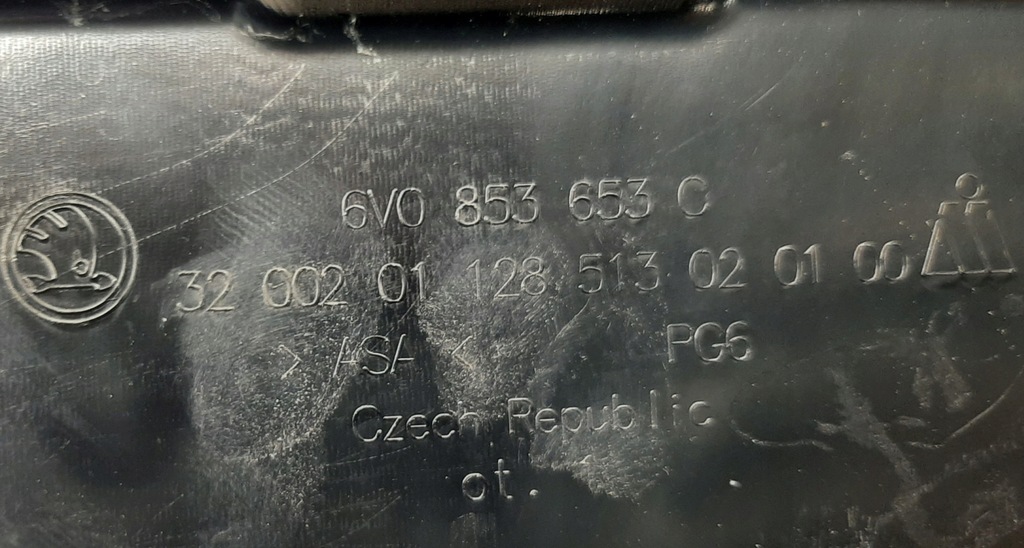 6V0 853 653 C
32 002 01 128 513 02 01 00
> ASA < PG6
Czech Republic
ot.